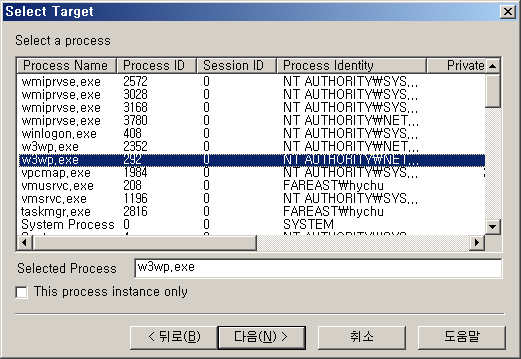 Select Target
Select a process
Process Name Process ID Session ID Process Identity Private
wmiprvse.exe 2572 0 NT AUTHORITY₩SYS...
wmiprvse.exe 3028 0 NT AUTHORITY₩SYS...
wmiprvse.exe 3168 0 NT AUTHORITY₩SYS...
wmiprvse.exe 3780 0 NT AUTHORITY₩NET...
winlogon.exe 408 0 NT AUTHORITY₩SYS...
w3wp.exe 2352 0 NT AUTHORITY₩NET...
w3wp.exe 292 0 NT AUTHORITY₩NET...
vpcmap.exe 1984 0 NT AUTHORITY₩SYS...
vmusrvc.exe 208 0 FAREAST₩hychu
vmsrvc.exe 1196 0 NT AUTHORITY₩SYS...
taskmgr.exe 2816 0 FAREAST₩hychu
System Process 0 0 SYSTEM
Selected Process w3wp.exe
This process instance only
< 뒤로(B) 다음(N) > 취소 도움말